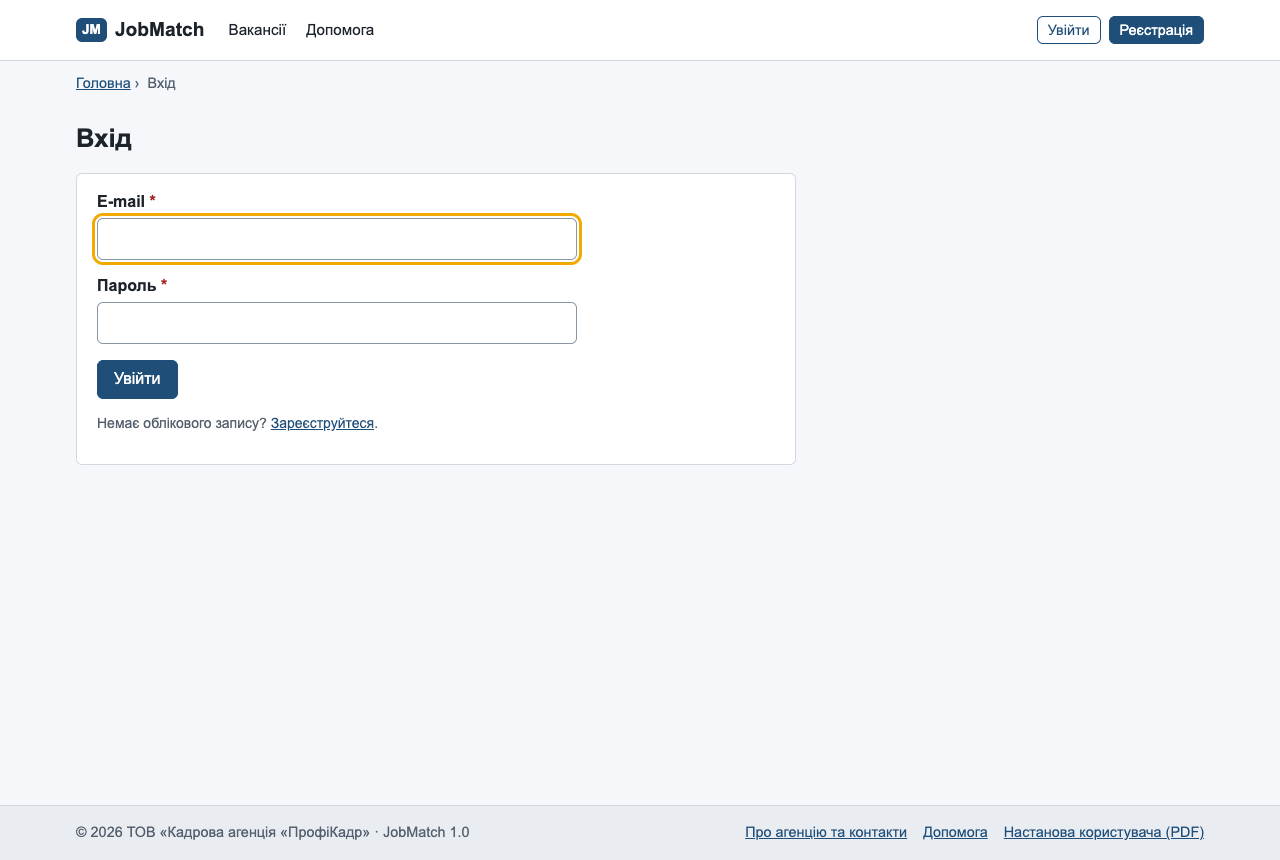 JM JobMatch Вакансії Допомога Увійти Реєстрація
Головна › Вхід
Вхід
E-mail *
Пароль *
Увійти
Немає облікового запису? Зареєструйтеся.
© 2026 ТОВ «Кадрова агенція «ПрофіКадр» · JobMatch 1.0 Про агенцію та контакти Допомога Настанова користувача (PDF)